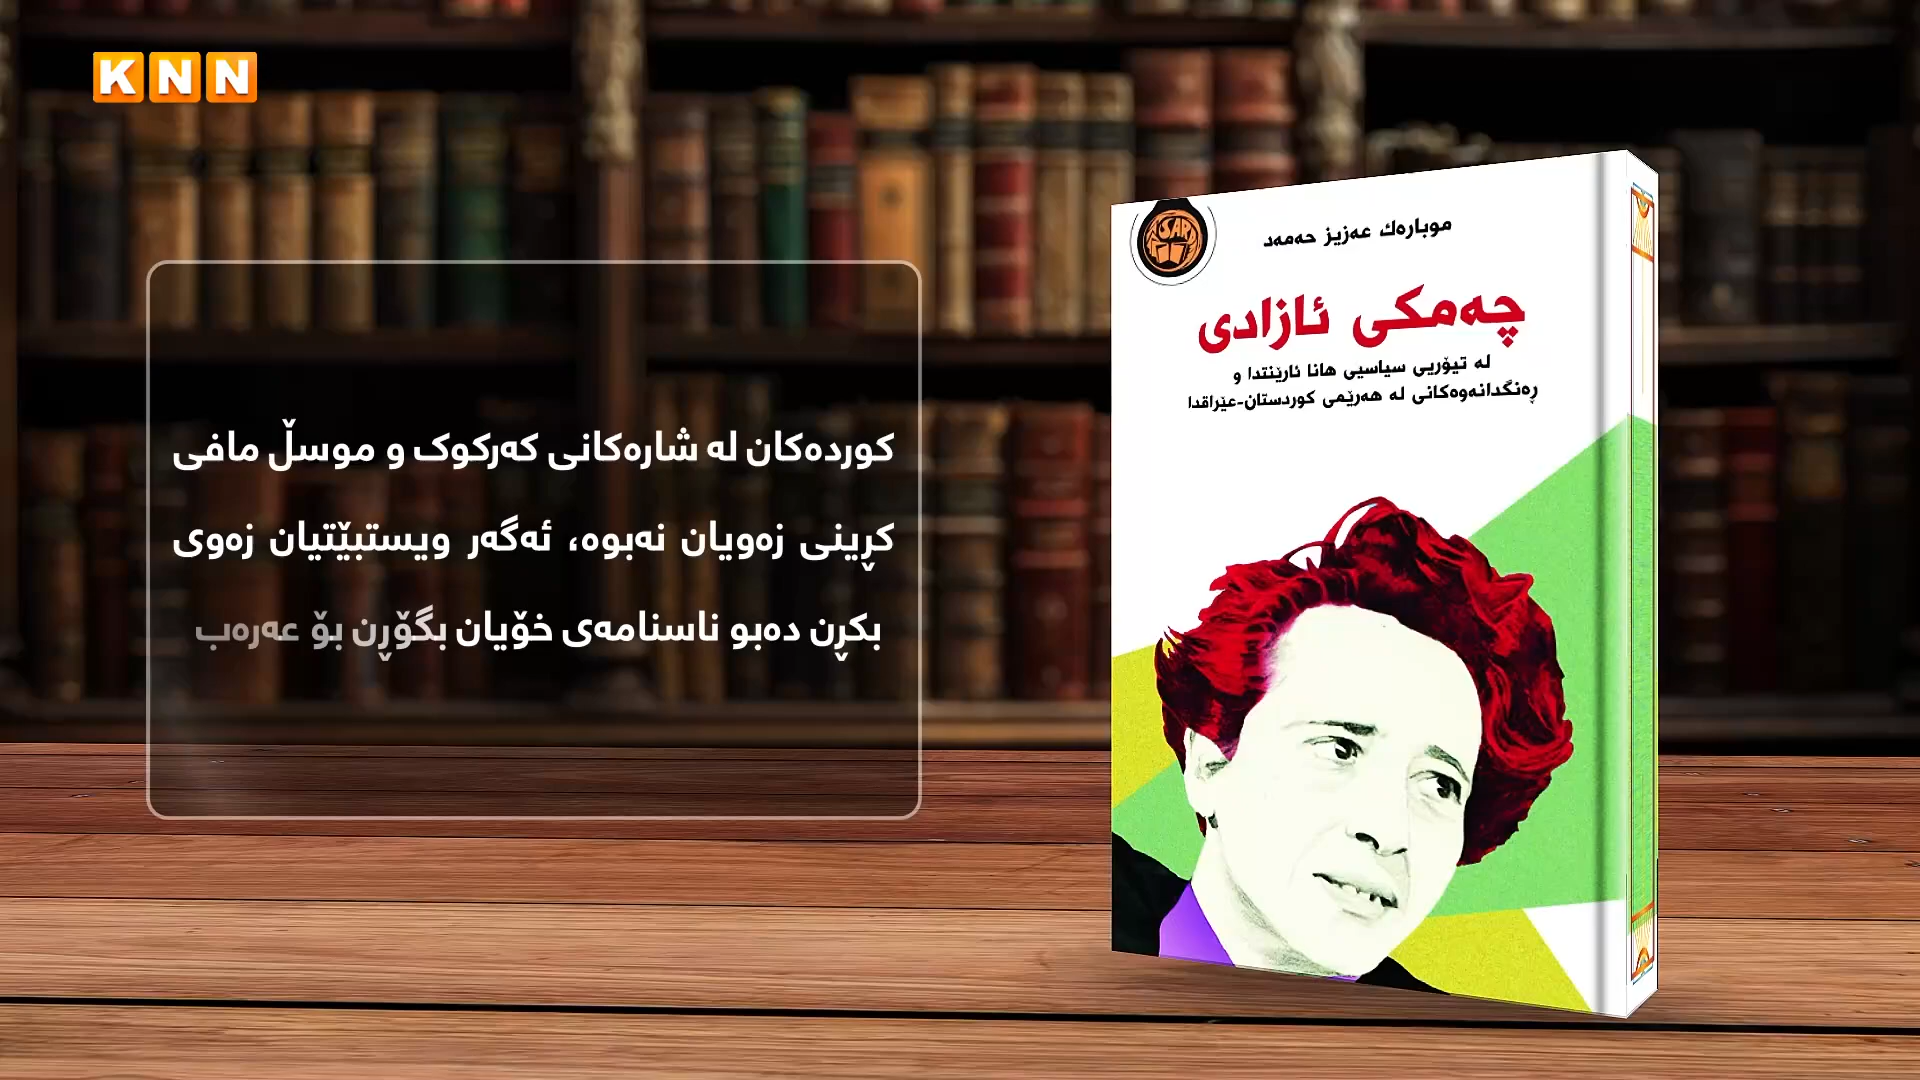 KNN
کوردەکان لە شارەکانی کەرکوک و موسڵ مافی
کڕینی زەویان نەبوە، ئەگەر ویستبێتیان زەوی
بکڕن دەبو ناسنامەی خۆیان بگۆڕن بۆ عەرەب
موبارەك عەزیز حەمەد
چەمکی ئازادی
لە تیۆریی سیاسیی هانا ئارێنتدا و
ڕەنگدانەوەکانی لە هەرێمی کوردستان-عێراقدا
SARA